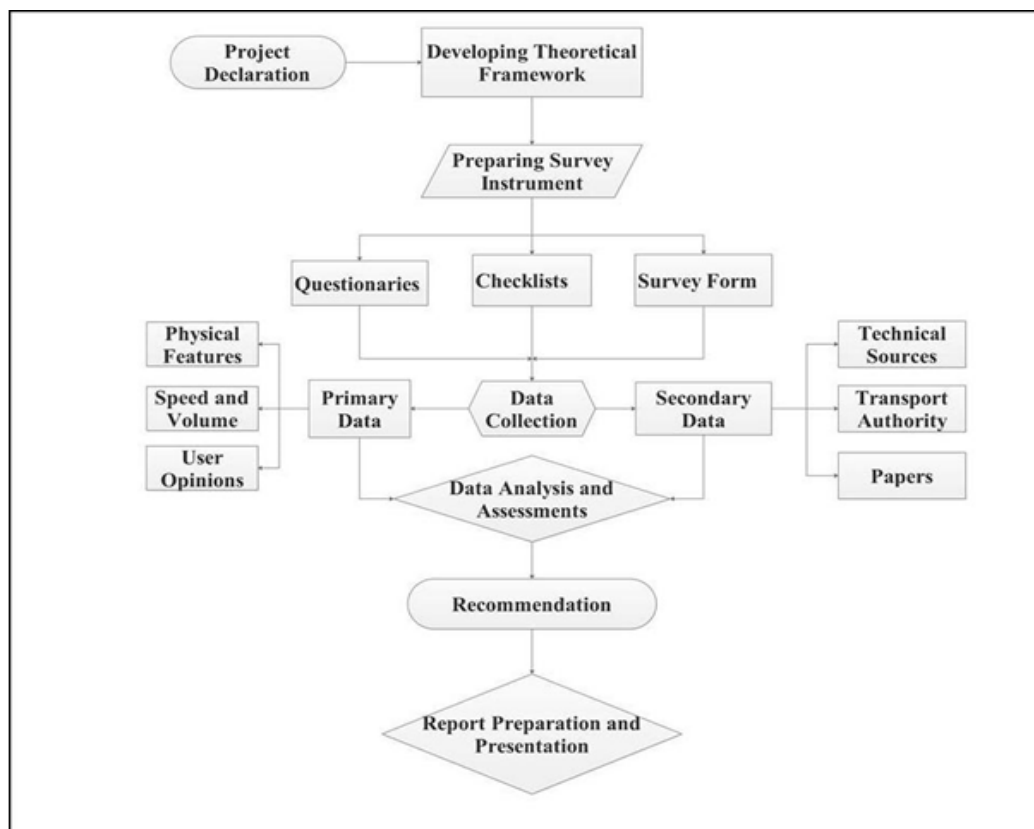 Project
Declaration
Developing Theoretical
Framework
Preparing Survey
Instrument
Questionaries
Checklists
Survey Form
Physical
Features
Speed and
Volume
User
Opinions
Primary
Data
Data
Collection
Secondary
Data
Technical
Sources
Transport
Authority
Papers
Data Analysis and
Assessments
Recommendation
Report Preparation and
Presentation